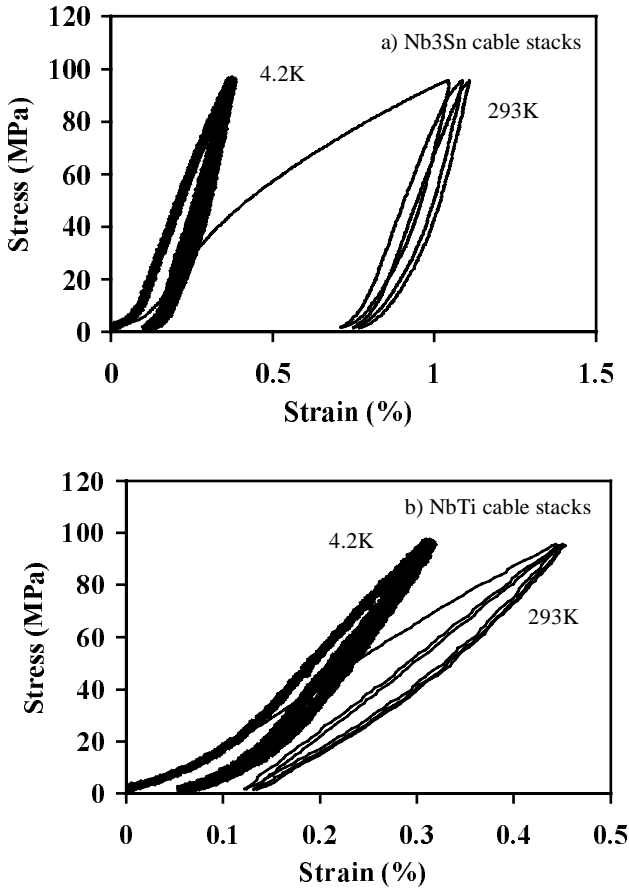 a) Nb3Sn cable stacks
120
100
80
60
40
20
0
Stress (MPa)
4.2K
293K
0
0.5
1
1.5
Strain (%)
b) NbTi cable stacks
120
100
80
60
40
20
0
Stress (MPa)
4.2K
293K
0
0.1
0.2
0.3
0.4
0.5
Strain (%)